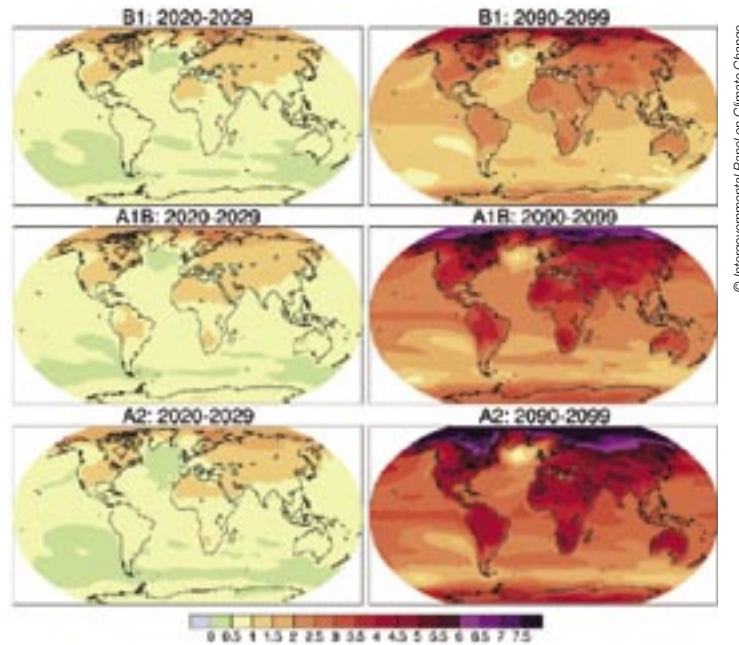 B1: 2020-2029
B1: 2090-2099
A1B: 2020-2029
A1B: 2090-2099
A2: 2020-2029
A2: 2090-2099
0 0.5 1 1.5 2 2.5 3 3.5 4 4.5 5 5.5 6 6.5 7 7.5
© Intergovernmental Panel on Climate Change